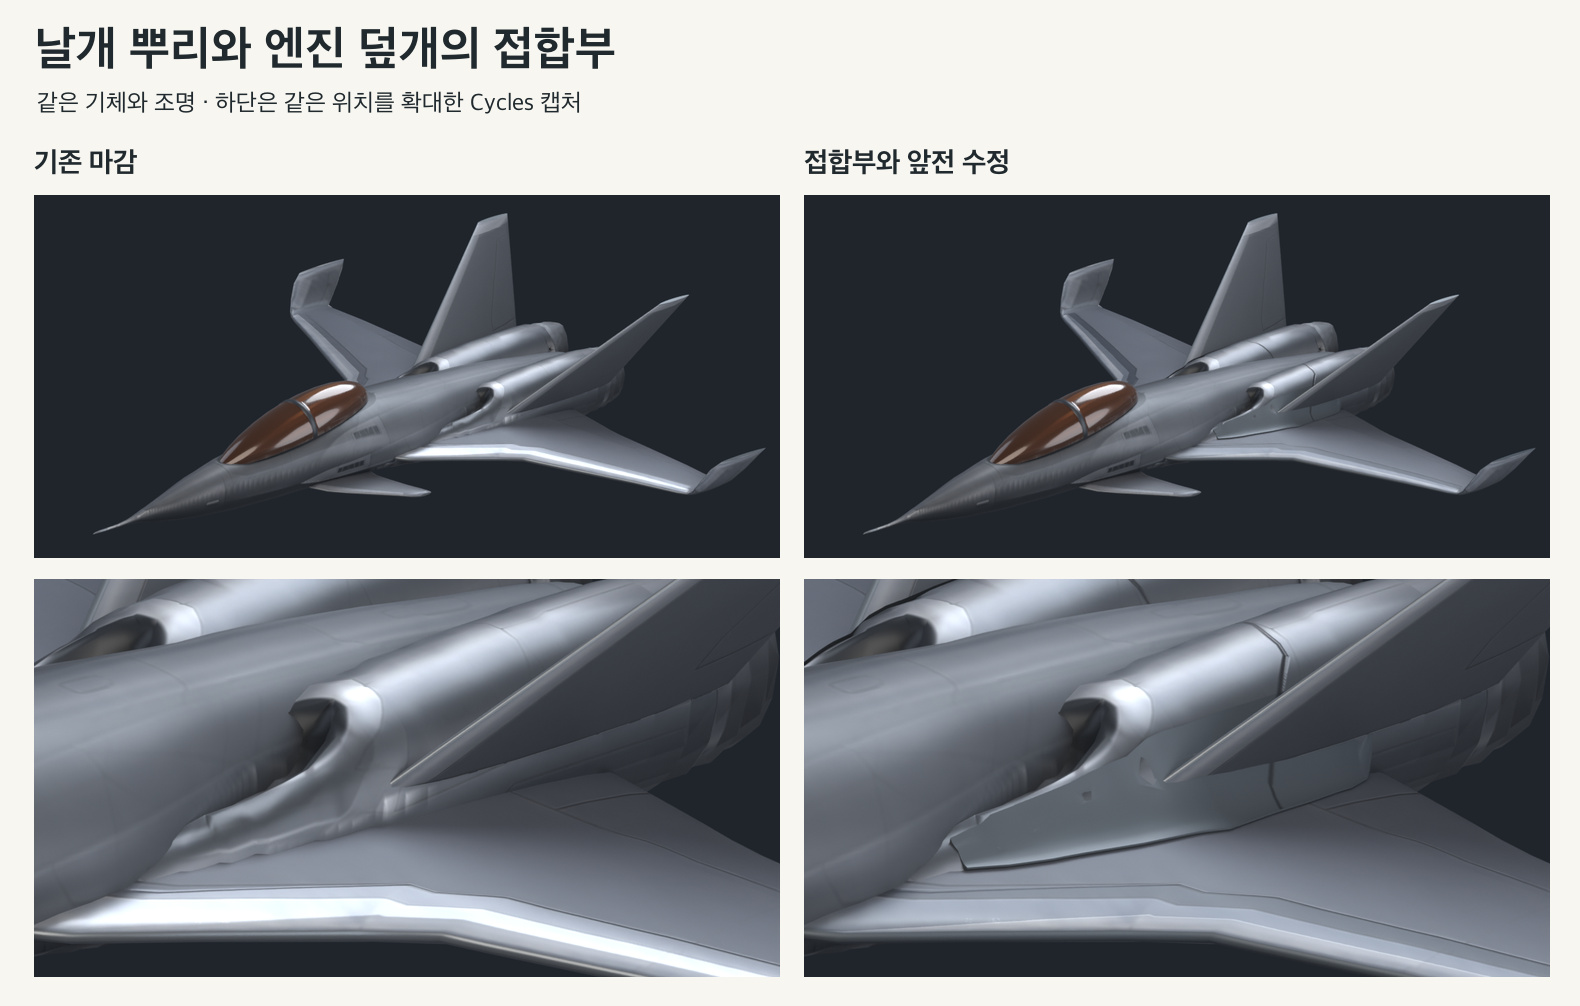 날개 뿌리와 엔진 덮개의 접합부
같은 기체와 조명 · 하단은 같은 위치를 확대한 Cycles 캡처
기존 마감
접합부와 앞전 수정